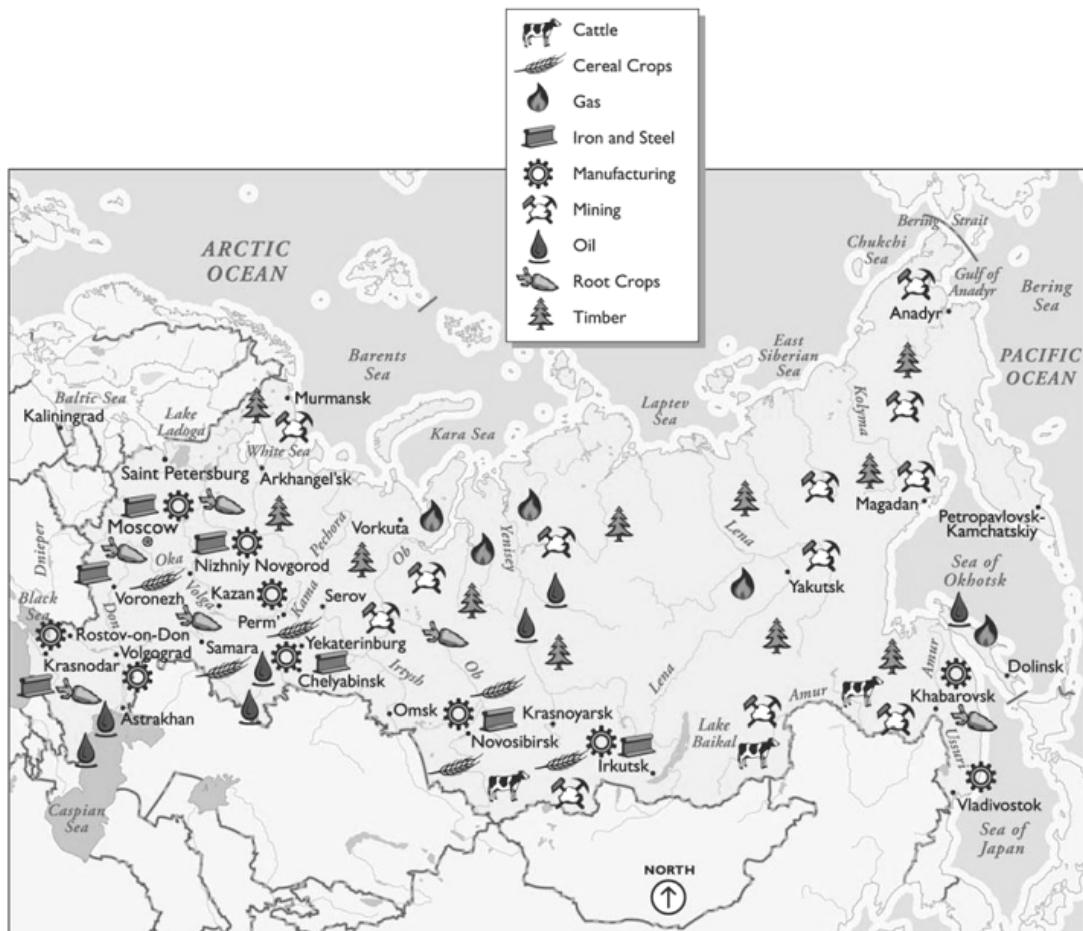 Cattle
Cereal Crops
Gas
Iron and Steel
Manufacturing
Mining
Oil
Root Crops
Timber
ARCTIC
OCEAN
Bering Strait
Chukchi
Sea
Gulf of
Anadyr
Bering
Sea
Anadyr
East
Siberian
Sea
PACIFIC
OCEAN
Barents
Sea
Laptev
Sea
Kara Sea
Baltic Sea
Kaliningrad
Lake
Ladoga
Murmansk
White Sea
Kolyma
Saint Petersburg
Arkhangel'sk
Magadan
Petropavlovsk-
Kamchatskiy
Moscow
Vorkuta
Pechora
Ob
Yenisey
Lena
Dnieper
Oka
Nizhniy Novgorod
Yakutsk
Sea of
Okhotsk
Voronezh
Volga
Kazan
Kama
Serov
Perm'
Black
Sea
Don
Rostov-on-Don
Volgograd
Samara
Yekaterinburg
Chelyabinsk
Krasnodar
Irtysh
Ob
Lena
Amur
Amur
Dolinsk
Khabarovsk
Astrakhan
Omsk
Novosibirsk
Krasnoyarsk
Irkutsk
Lake
Baikal
Ussuri
Vladivostok
Caspian
Sea
Sea of
Japan
NORTH